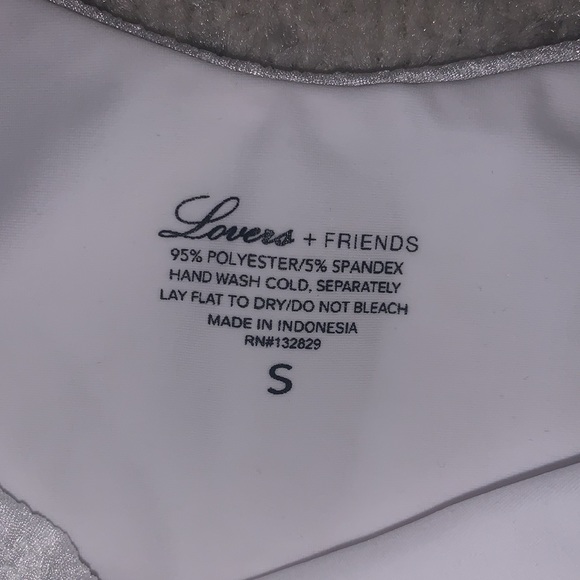 Lovers + FRIENDS
95% POLYESTER/5% SPANDEX
HAND WASH COLD, SEPARATELY
LAY FLAT TO DRY/DO NOT BLEACH
MADE IN INDONESIA
RN#132829
S